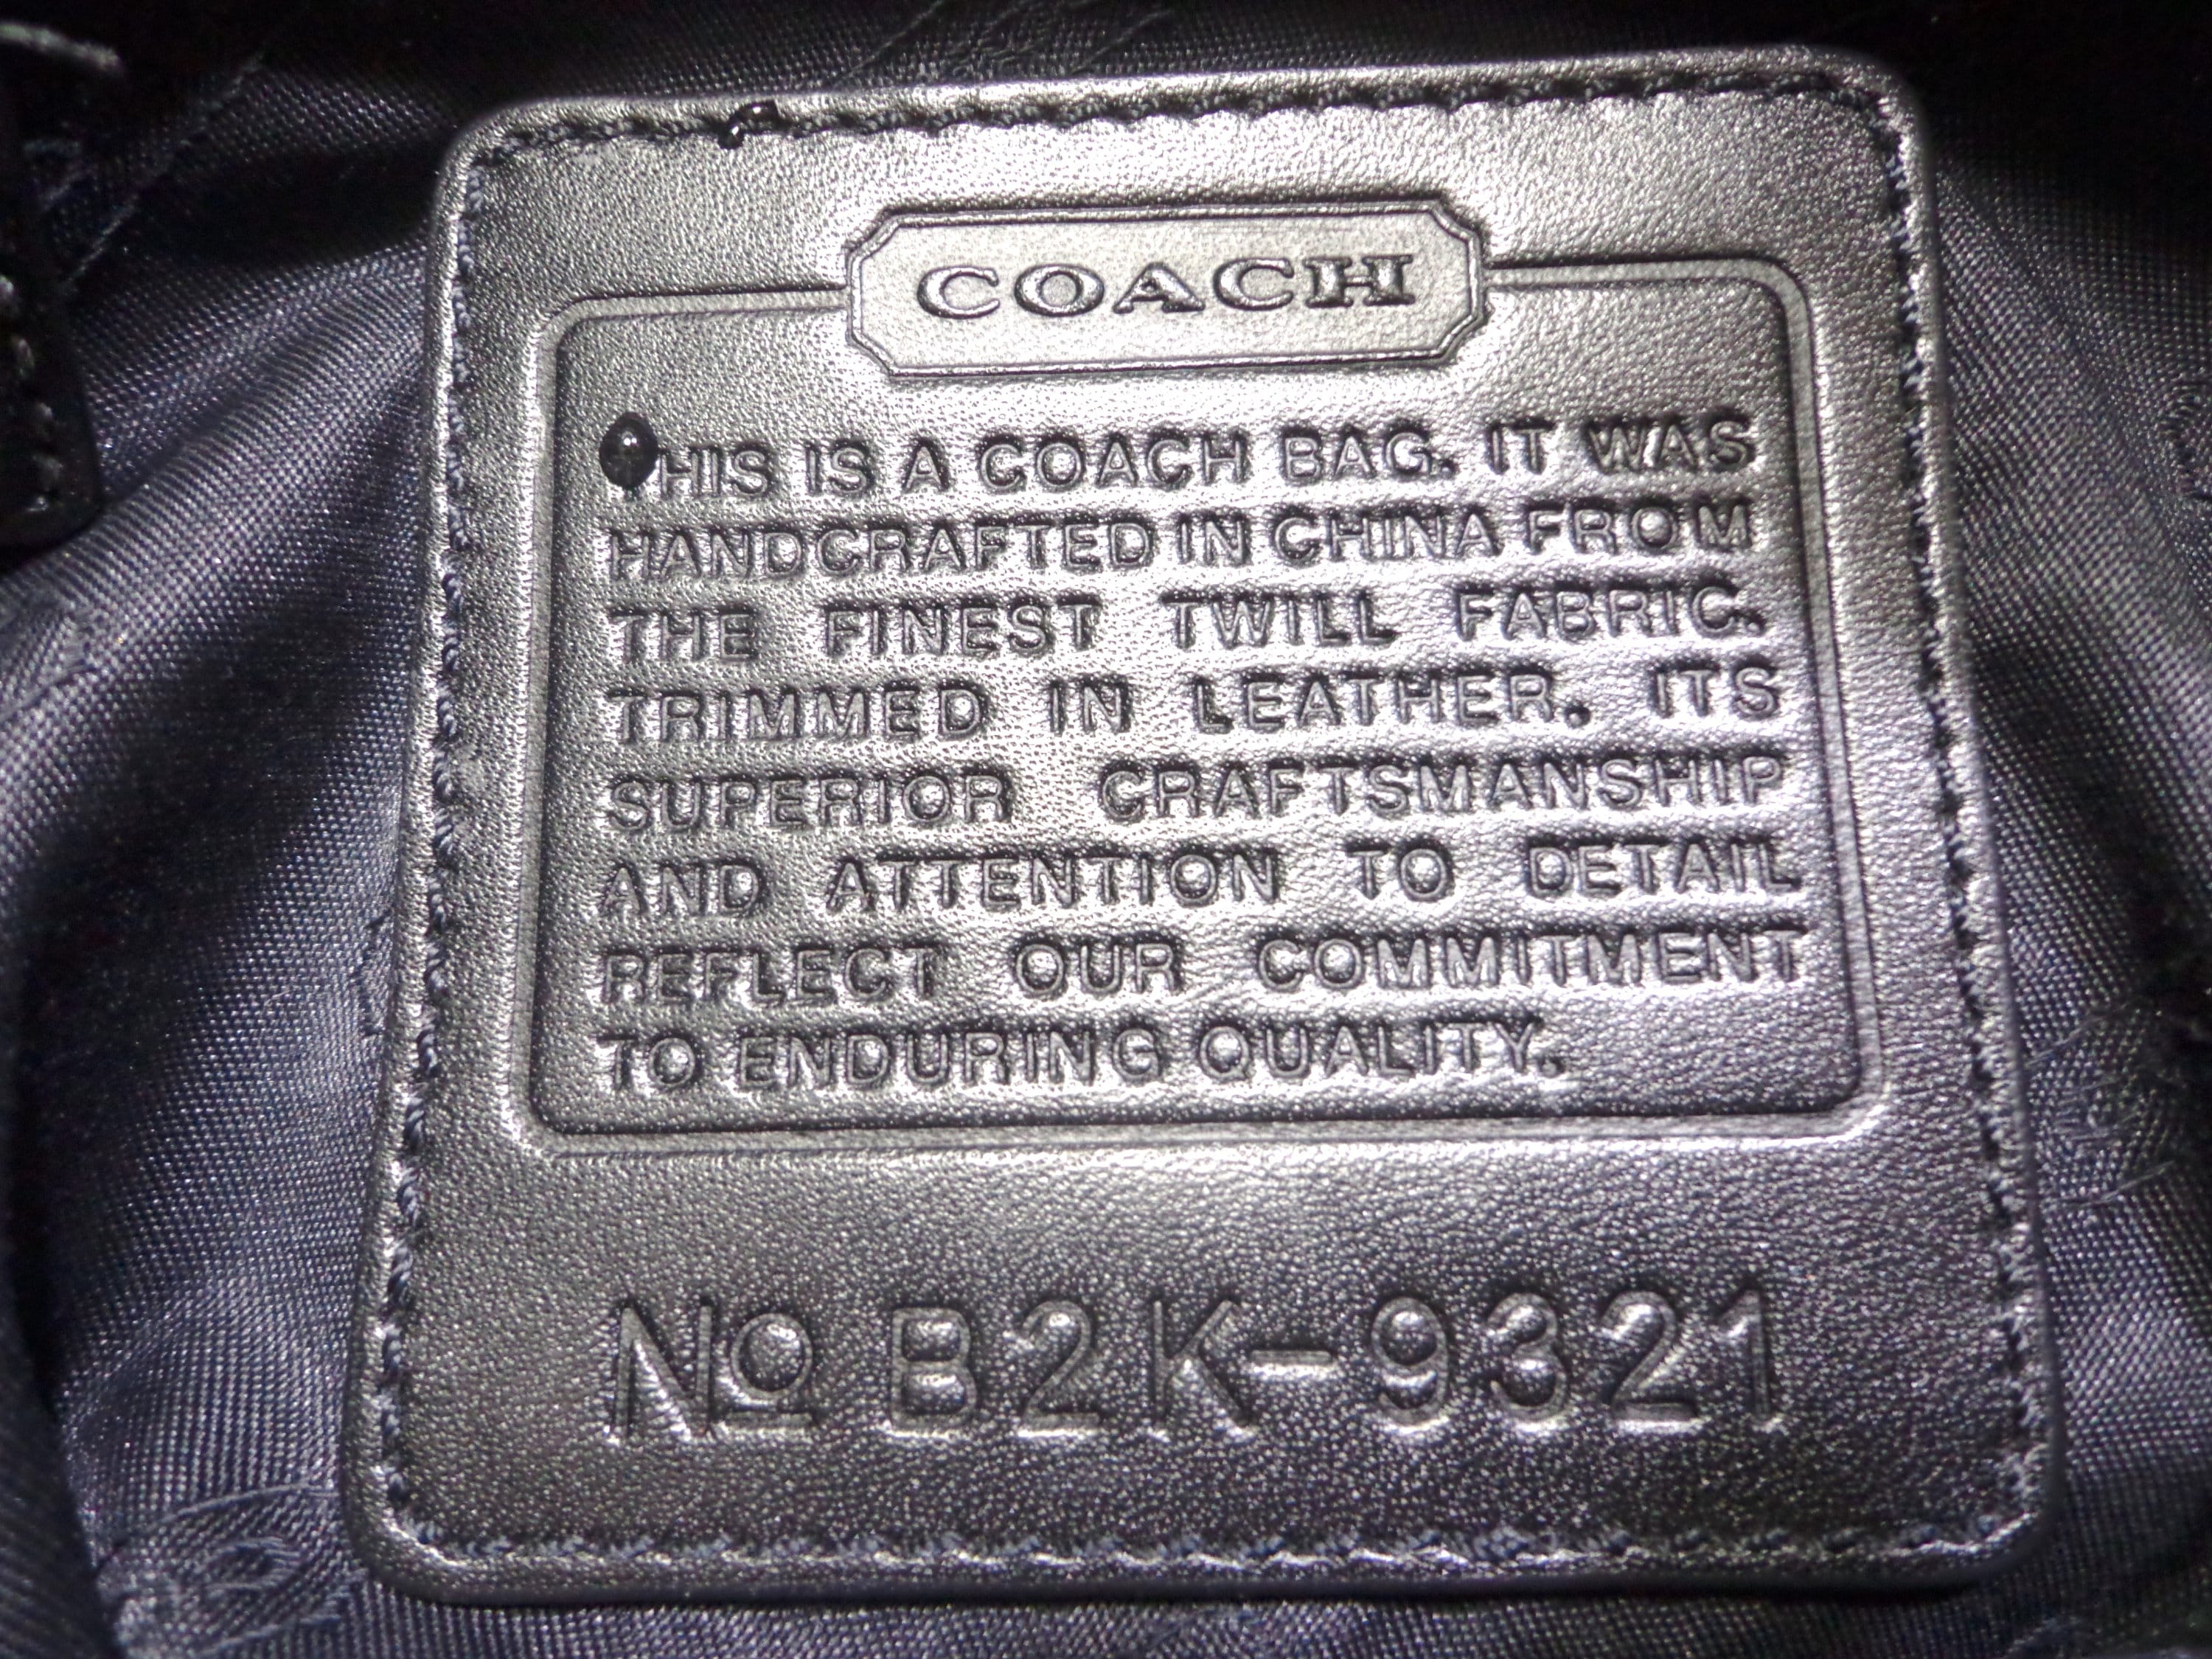 COACH
THIS IS A COACH BAG. IT WAS
HANDCRAFTED IN CHINA FROM
THE FINEST TWILL FABRIC.
TRIMMED IN LEATHER. ITS
SUPERIOR CRAFTSMANSHIP
AND ATTENTION TO DETAIL
REFLECT OUR COMMITMENT
TO ENDURING QUALITY.
Nº B2K-9321